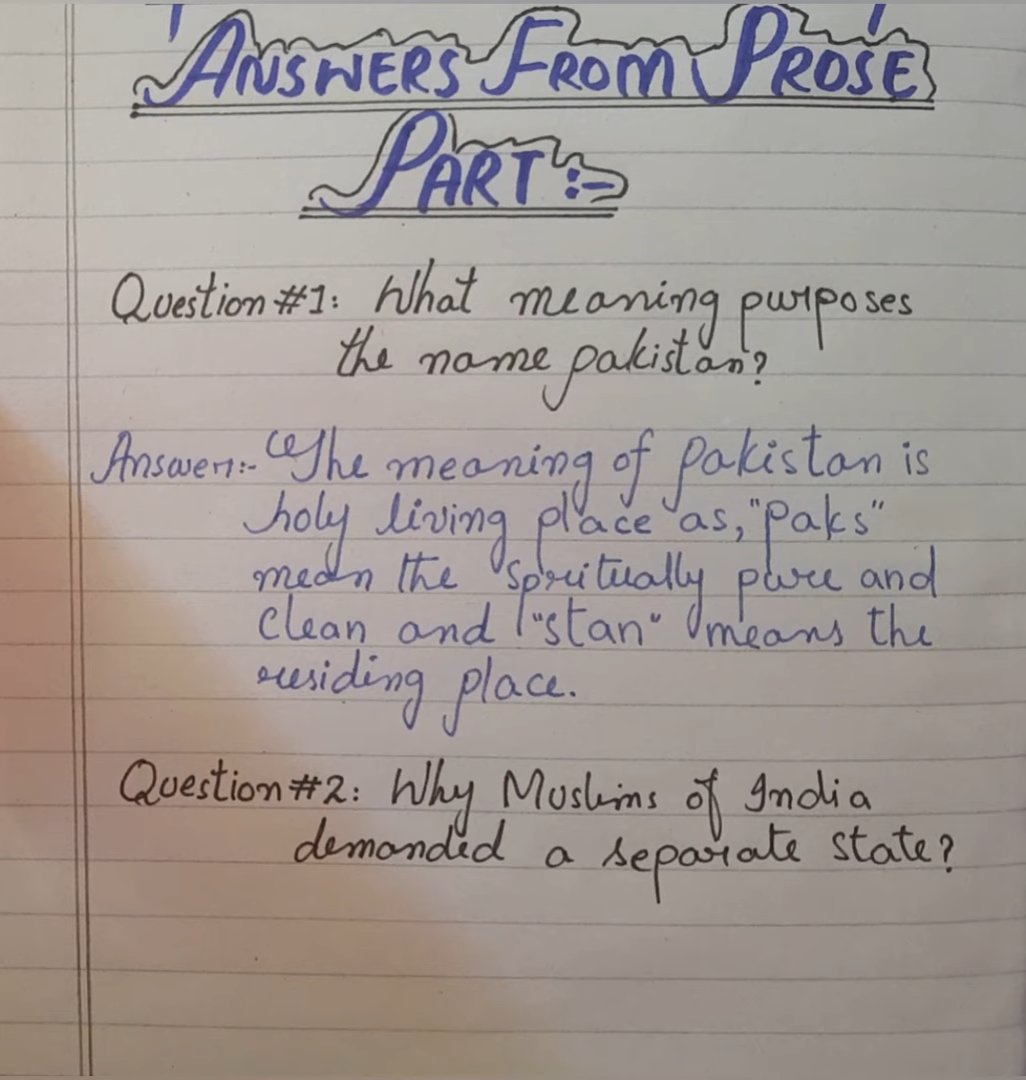 ANSWERS FROM PROSE
PART:-
Question #1: What meaning purposes
the name pakistan?
Answer:- "The meaning of pakistan is
holy living place as, "Paks"
mean the spritually pure and
clean and "stan" means the
residing place.
Question #2: Why Muslims of India
demanded a separate state?